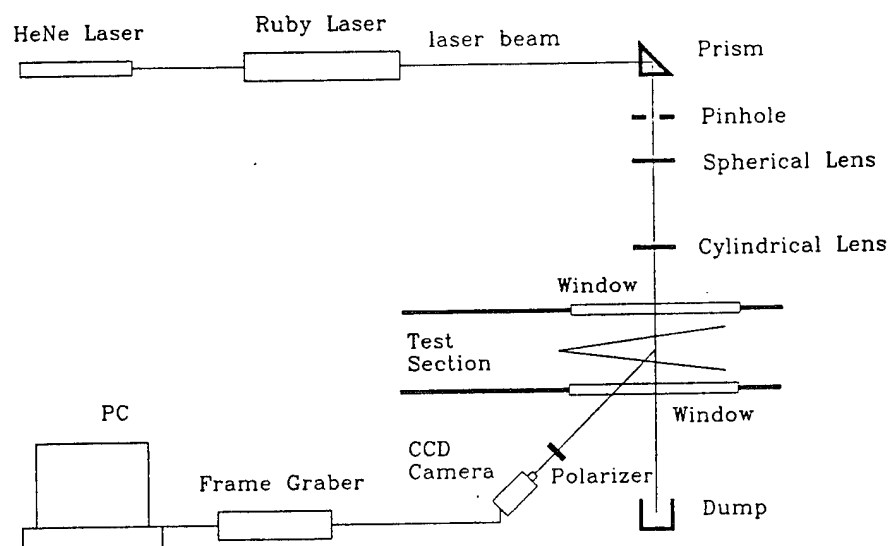 HeNe Laser
Ruby Laser
laser beam
Prism
Pinhole
Spherical Lens
Cylindrical Lens
Window
Test
Section
Window
PC
CCD
Camera
Polarizer
Frame Graber
Dump